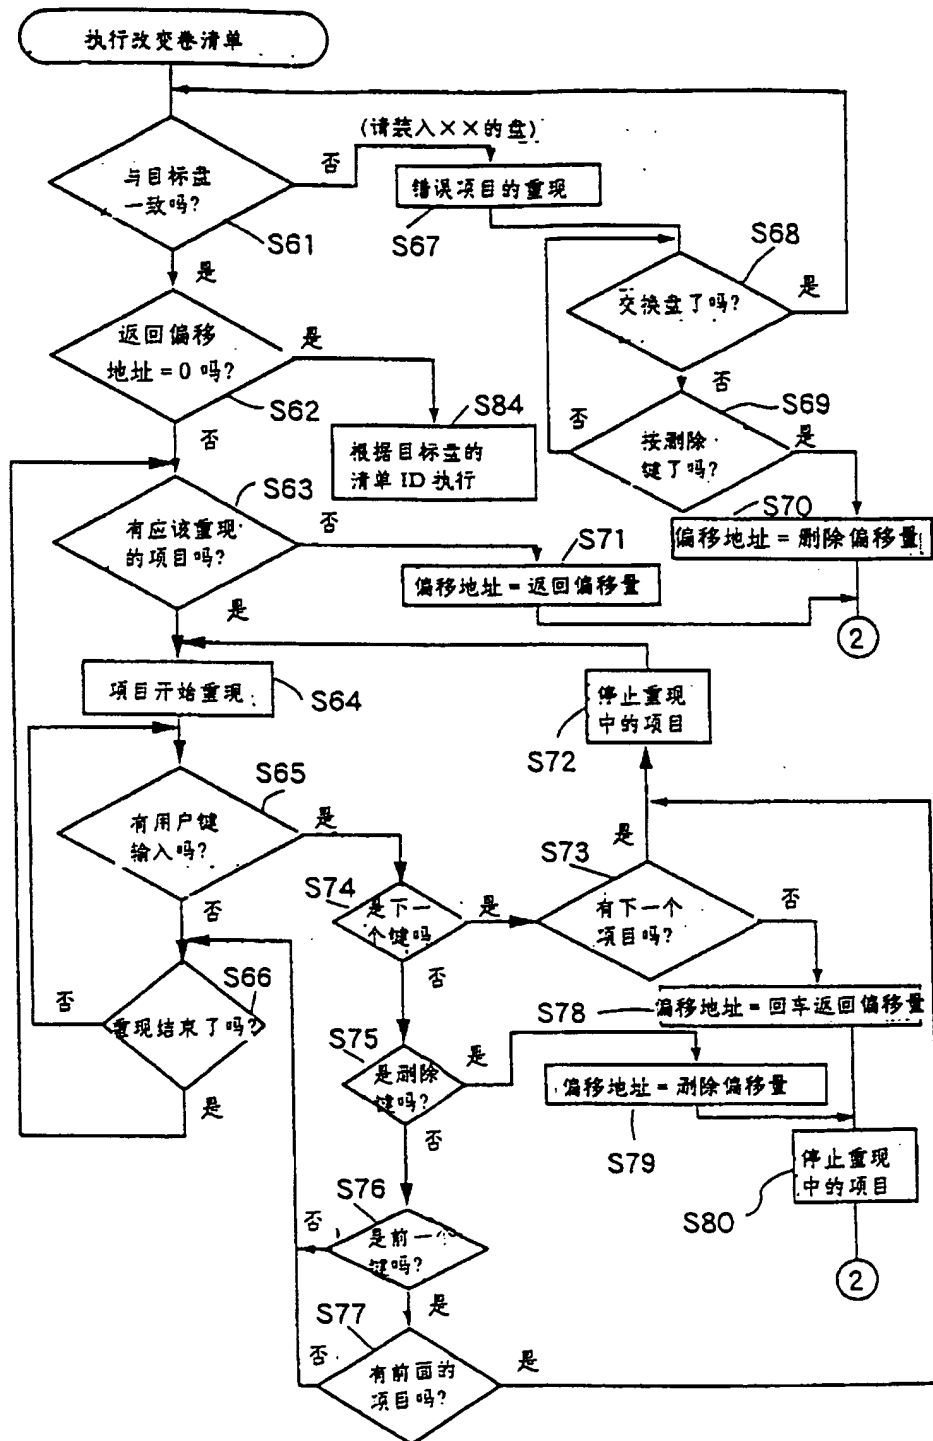 执行改变卷清单
(请装入××的盘)
与目标盘
一致吗?
否
S61
是
错误项目的重现
S67
S68
交换盘了吗?
是
否
返回偏移
地址=0吗?
是
S62
否
S84
根据目标盘的
清单ID执行
S69
否
按删除
键了吗?
是
S70
偏移地址=删除偏移量
S63
有应该重现
的项目吗?
否
是
S71
偏移地址=返回偏移量
2
项目开始重现
S64
停止重现
中的项目
S72
S65
有用户键
输入吗?
是
否
S74
是下一
个键吗
是
否
S73
是
有下一个
项目吗?
否
S66
否
重现结束了吗?
是
S78
偏移地址=回车返回偏移量
S75
是删除
键吗?
是
否
偏移地址=删除偏移量
S79
停止重现
中的项目
S80
2
S76
否
是前一个
键吗?
是
S77
否
有前面的
项目吗?
是